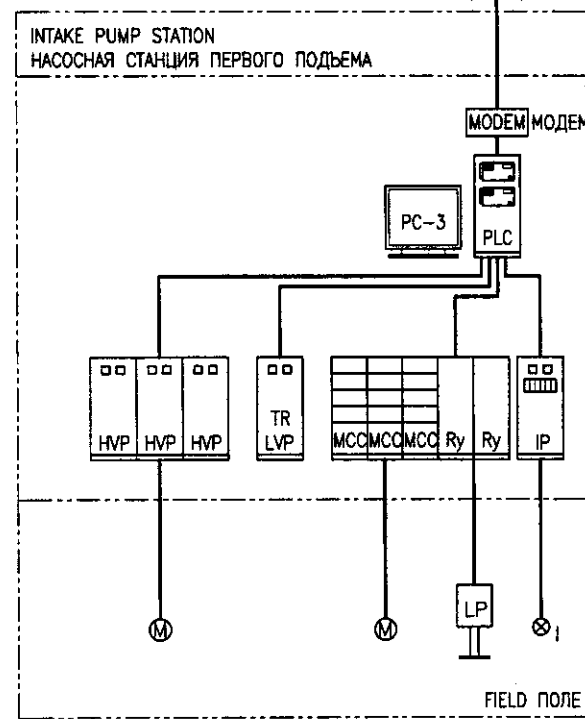 INTAKE PUMP STATION
НАСОСНАЯ СТАНЦИЯ ПЕРВОГО ПОДЪЕМА
MODEM МОДЕМ
PC-3
PLC
HVP HVP HVP
TR
LVP
MCC MCC MCC Ry Ry
IP
M
M
LP
I
FIELD ПОЛЕ